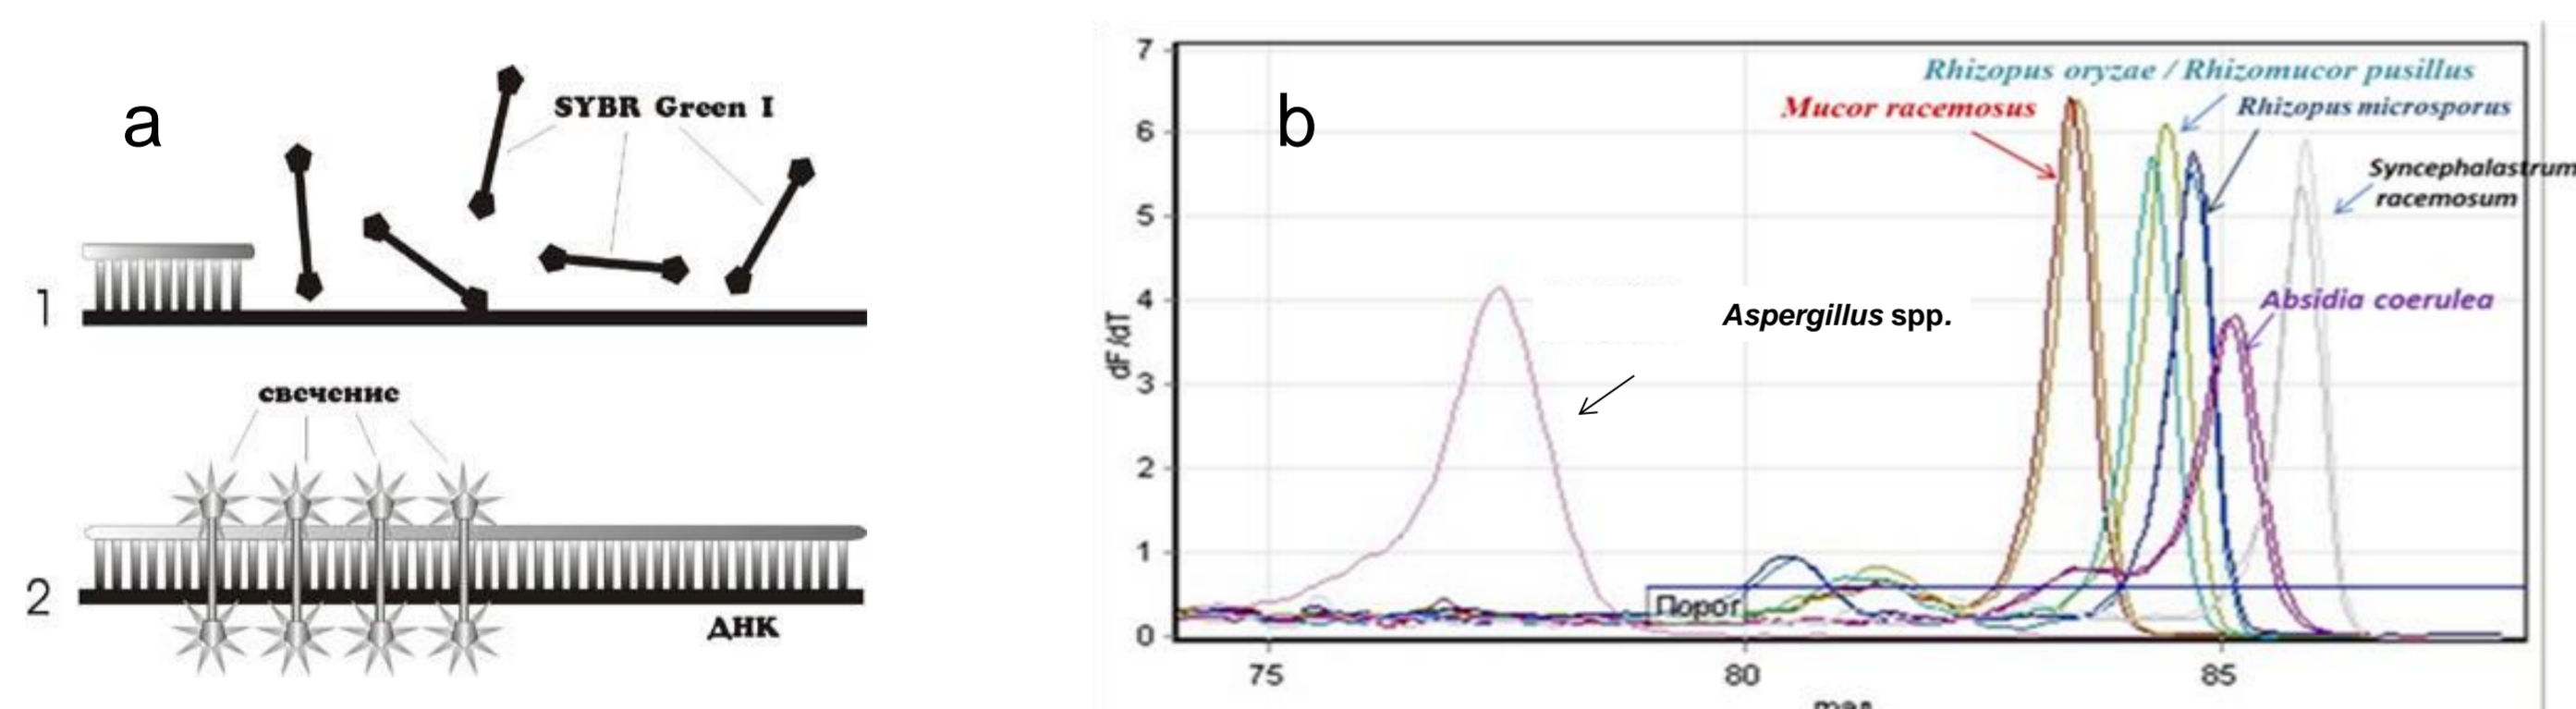 a
SYBR Green I
1
свечение
2
ДНК
b
7
6
5
4
3
2
1
0
dF/dT
Rhizopus oryzae / Rhizomucor pusillus
Mucor racemosus
Rhizopus microsporus
Syncephalastrum
racemosum
Absidia coerulea
Aspergillus spp.
Порог
75
80
85